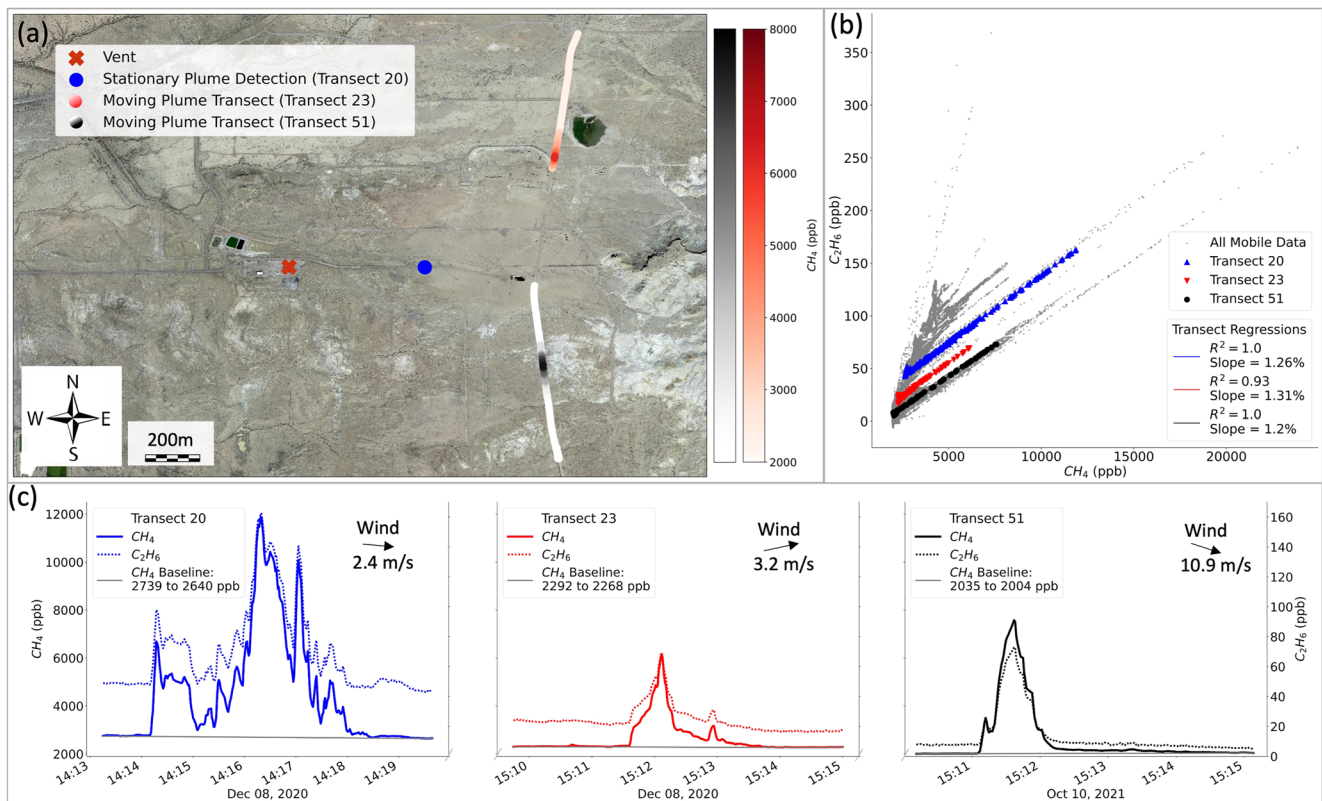 (a)
Vent
Stationary Plume Detection (Transect 20)
Moving Plume Transect (Transect 23)
Moving Plume Transect (Transect 51)
N
W E
S
200m
8000
7000
6000
5000
4000
3000
2000
CH₄ (ppb)
(b)
350
300
250
200
150
100
50
0
C₂H₆ (ppb)
All Mobile Data
Transect 20
Transect 23
Transect 51
Transect Regressions
R² = 1.0
Slope = 1.26%
R² = 0.93
Slope = 1.31%
R² = 1.0
Slope = 1.2%
5000 10000 15000 20000
CH₄ (ppb)
(c)
12000
10000
8000
6000
4000
2000
CH₄ (ppb)
Transect 20
CH₄
C₂H₆
CH₄ Baseline:
2739 to 2640 ppb
Wind
2.4 m/s
14:13 14:14 14:15 14:16 14:17 14:18 14:19
Dec 08, 2020
Transect 23
CH₄
C₂H₆
CH₄ Baseline:
2292 to 2268 ppb
Wind
3.2 m/s
15:10 15:11 15:12 15:13 15:14 15:15
Dec 08, 2020
Transect 51
CH₄
C₂H₆
CH₄ Baseline:
2035 to 2004 ppb
Wind
10.9 m/s
15:11 15:12 15:13 15:14 15:15
Oct 10, 2021
160
140
120
100
80
60
40
20
0
C₂H₆ (ppb)